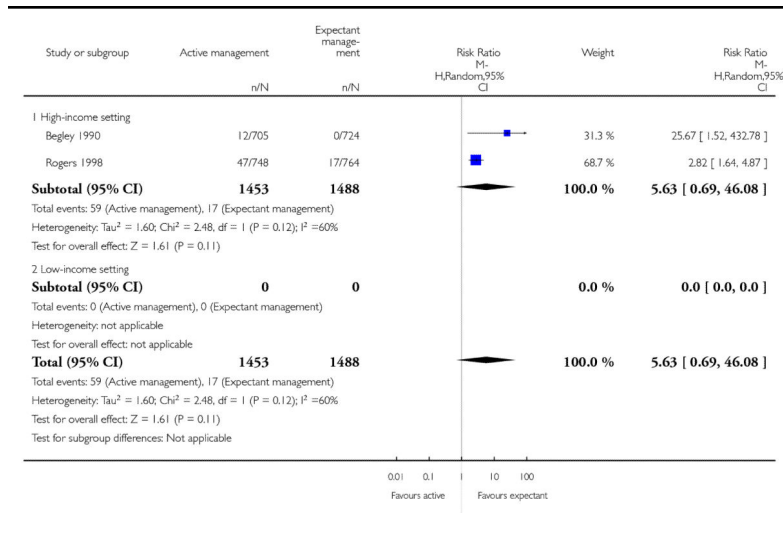 Study or subgroup Active management Expectant manage- ment Risk Ratio Weight Risk Ratio
M- H,Random,95% CI M- H,Random,95% CI
n/N n/N
1 High-income setting
Begley 1990 12/705 0/724 31.3 % 25.67 [ 1.52, 432.78 ]
Rogers 1998 47/748 17/764 68.7 % 2.82 [ 1.64, 4.87 ]
Subtotal (95% CI) 1453 1488 100.0 % 5.63 [ 0.69, 46.08 ]
Total events: 59 (Active management), 17 (Expectant management)
Heterogeneity: Tau² = 1.60; Chi² = 2.48, df = 1 (P = 0.12); I² =60%
Test for overall effect: Z = 1.61 (P = 0.11)
2 Low-income setting
Subtotal (95% CI) 0 0 0.0 % 0.0 [ 0.0, 0.0 ]
Total events: 0 (Active management), 0 (Expectant management)
Heterogeneity: not applicable
Test for overall effect: not applicable
Total (95% CI) 1453 1488 100.0 % 5.63 [ 0.69, 46.08 ]
Total events: 59 (Active management), 17 (Expectant management)
Heterogeneity: Tau² = 1.60; Chi² = 2.48, df = 1 (P = 0.12); I² =60%
Test for overall effect: Z = 1.61 (P = 0.11)
Test for subgroup differences: Not applicable
0.01 0.1 1 10 100
Favours active Favours expectant